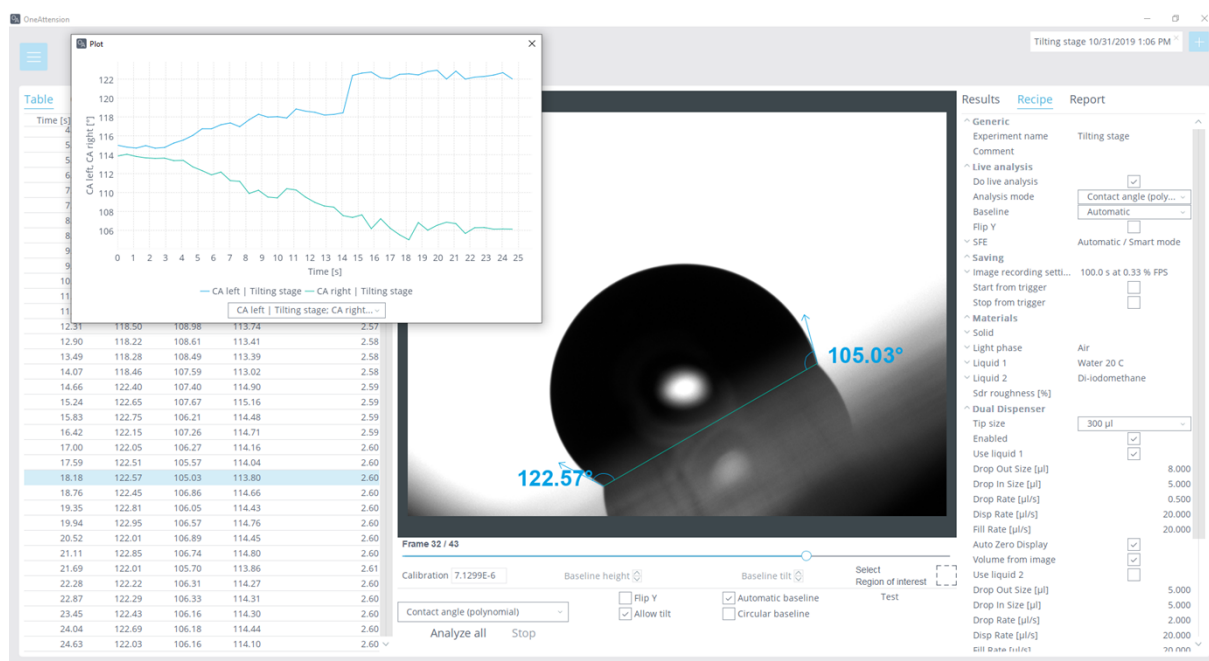 OneAttension
Plot
Tilting stage 10/31/2019 1:06 PM
122
120
118
116
114
112
110
108
106
CA left, CA right [°]
0 1 2 3 4 5 6 7 8 9 10 11 12 13 14 15 16 17 18 19 20 21 22 23 24 25
Time [s]
CA left | Tilting stage CA right | Tilting stage
CA left | Tilting stage; CA right...
Table
Time [s]
4
5
5
6
7
7
8
8
9
9
10
11
11
12.31 118.50 108.98 113.74 2.57
12.90 118.22 108.61 113.41 2.58
13.49 118.28 108.49 113.39 2.58
14.07 118.46 107.59 113.02 2.58
14.66 122.40 107.40 114.90 2.59
15.24 122.65 107.67 115.16 2.59
15.83 122.75 106.21 114.48 2.59
16.42 122.15 107.26 114.71 2.59
17.00 122.05 106.27 114.16 2.60
17.59 122.51 105.57 114.04 2.60
18.18 122.57 105.03 113.80 2.60
18.76 122.45 106.86 114.66 2.60
19.35 122.81 106.05 114.43 2.60
19.94 122.95 106.57 114.76 2.60
20.52 122.01 106.89 114.45 2.60
21.11 122.85 106.74 114.80 2.60
21.69 122.01 105.70 113.86 2.61
22.28 122.22 106.31 114.27 2.60
22.87 122.29 106.33 114.31 2.60
23.45 122.43 106.16 114.30 2.60
24.04 122.69 106.18 114.44 2.60
24.63 122.03 106.16 114.10 2.60
105.03°
122.57°
Frame 32 / 43
Calibration 7.1299E-6 Baseline height Baseline tilt
Select
Region of interest
Flip Y Automatic baseline Test
Contact angle (polynomial) Allow tilt Circular baseline
Analyze all Stop
Results Recipe Report
Generic
Experiment name Tilting stage
Comment
Live analysis
Do live analysis
Analysis mode Contact angle (poly...
Baseline Automatic
Flip Y
SFE Automatic / Smart mode
Saving
Image recording setti... 100.0 s at 0.33 % FPS
Start from trigger
Stop from trigger
Materials
Solid
Light phase Air
Liquid 1 Water 20 C
Liquid 2 Di-iodomethane
Sdr roughness [%]
Dual Dispenser
Tip size 300 µl
Enabled
Use liquid 1
Drop Out Size [µl] 8.000
Drop In Size [µl] 5.000
Drop Rate [µl/s] 0.500
Disp Rate [µl/s] 20.000
Fill Rate [µl/s] 20.000
Auto Zero Display
Volume from image
Use liquid 2
Drop Out Size [µl] 5.000
Drop In Size [µl] 5.000
Drop Rate [µl/s] 2.000
Disp Rate [µl/s] 20.000
Fill Rate [µl/s] 20.000